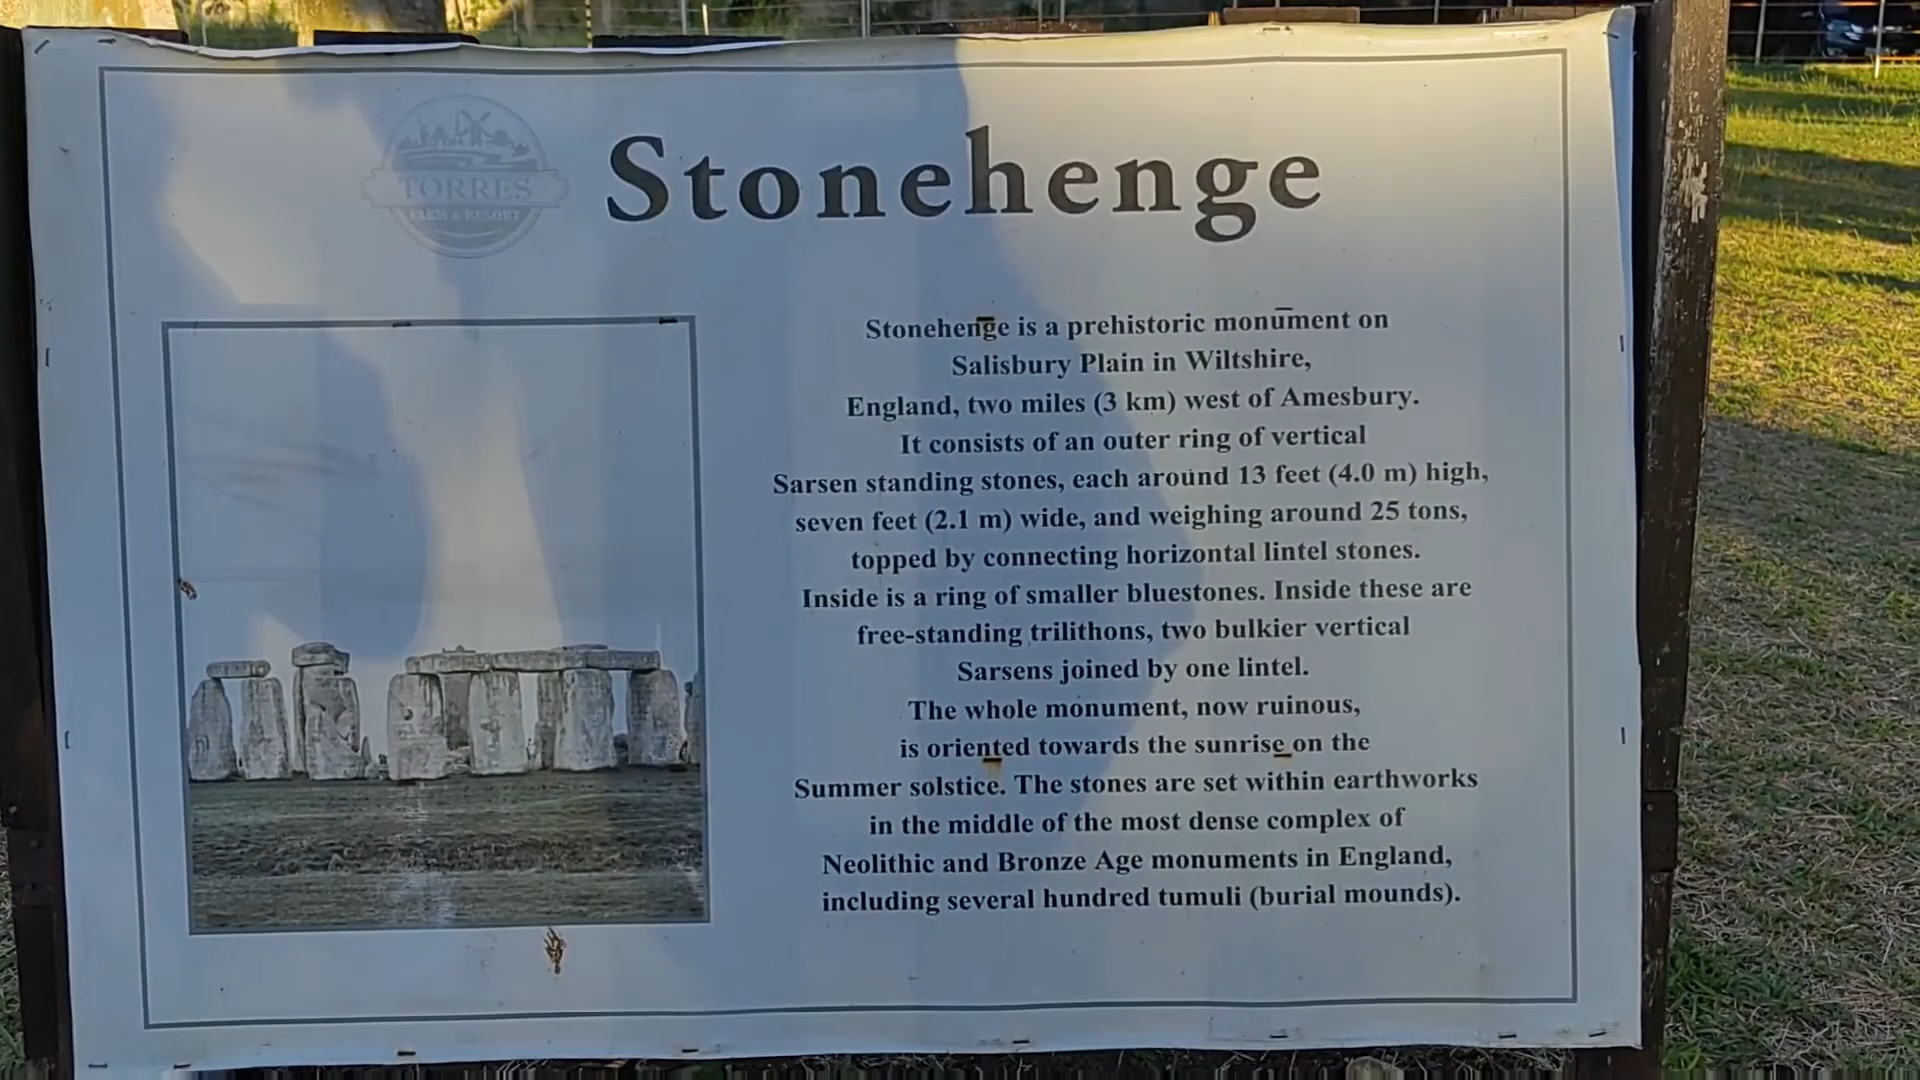 TORRES
FARM & RESORT
Stonehenge
Stonehenge is a prehistoric monument on
Salisbury Plain in Wiltshire,
England, two miles (3 km) west of Amesbury.
It consists of an outer ring of vertical
Sarsen standing stones, each around 13 feet (4.0 m) high,
seven feet (2.1 m) wide, and weighing around 25 tons,
topped by connecting horizontal lintel stones.
Inside is a ring of smaller bluestones. Inside these are
free-standing trilithons, two bulkier vertical
Sarsens joined by one lintel.
The whole monument, now ruinous,
is oriented towards the sunrise on the
Summer solstice. The stones are set within earthworks
in the middle of the most dense complex of
Neolithic and Bronze Age monuments in England,
including several hundred tumuli (burial mounds).